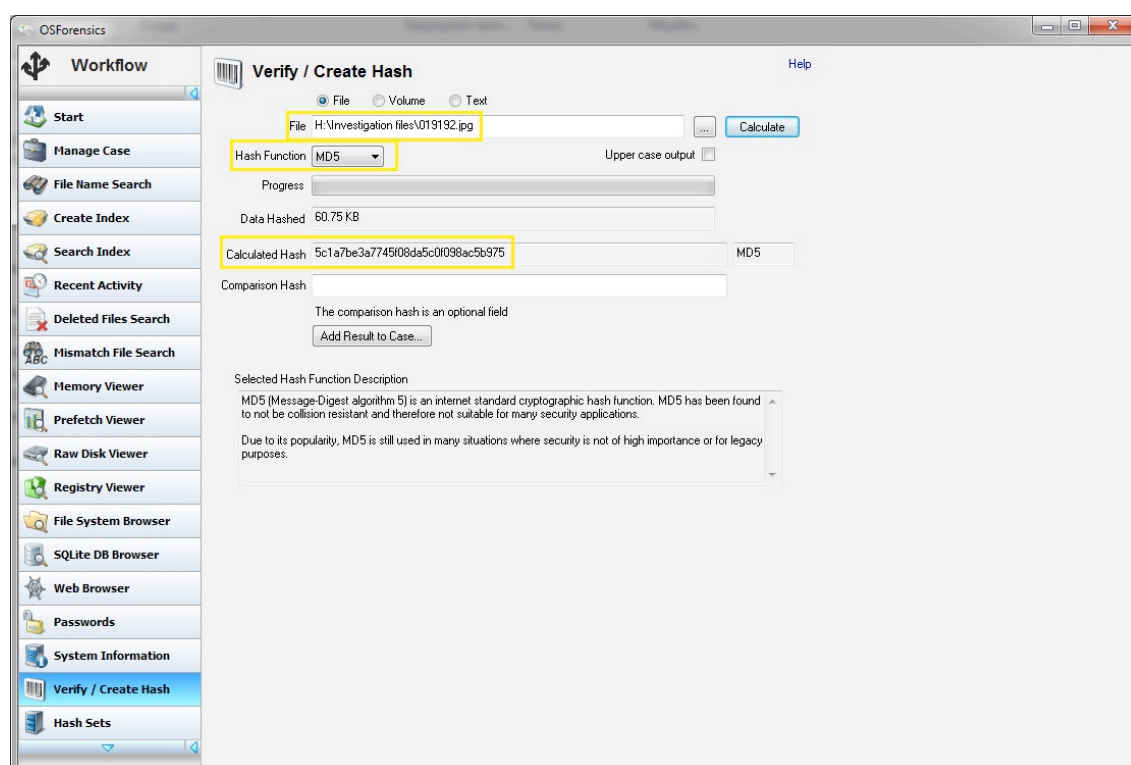 OSForensics
Workflow
Start
Manage Case
File Name Search
Create Index
Search Index
Recent Activity
Deleted Files Search
ABC
Mismatch File Search
Memory Viewer
Prefetch Viewer
Raw Disk Viewer
Registry Viewer
File System Browser
SQLite DB Browser
Web Browser
Passwords
System Information
Verify / Create Hash
Hash Sets
Verify / Create Hash
Help
File Volume Text
File H:\Investigation files\019192.jpg ... Calculate
Hash Function MD5 Upper case output
Progress
Data Hashed 60.75 KB
Calculated Hash 5c1a7be3a7745f08da5c0f098ac5b975 MD5
Comparison Hash
The comparison hash is an optional field
Add Result to Case...
Selected Hash Function Description
MD5 (Message-Digest algorithm 5) is an internet standard cryptographic hash function. MD5 has been found
to not be collision resistant and therefore not suitable for many security applications.
Due to its popularity, MD5 is still used in many situations where security is not of high importance or for legacy
purposes.